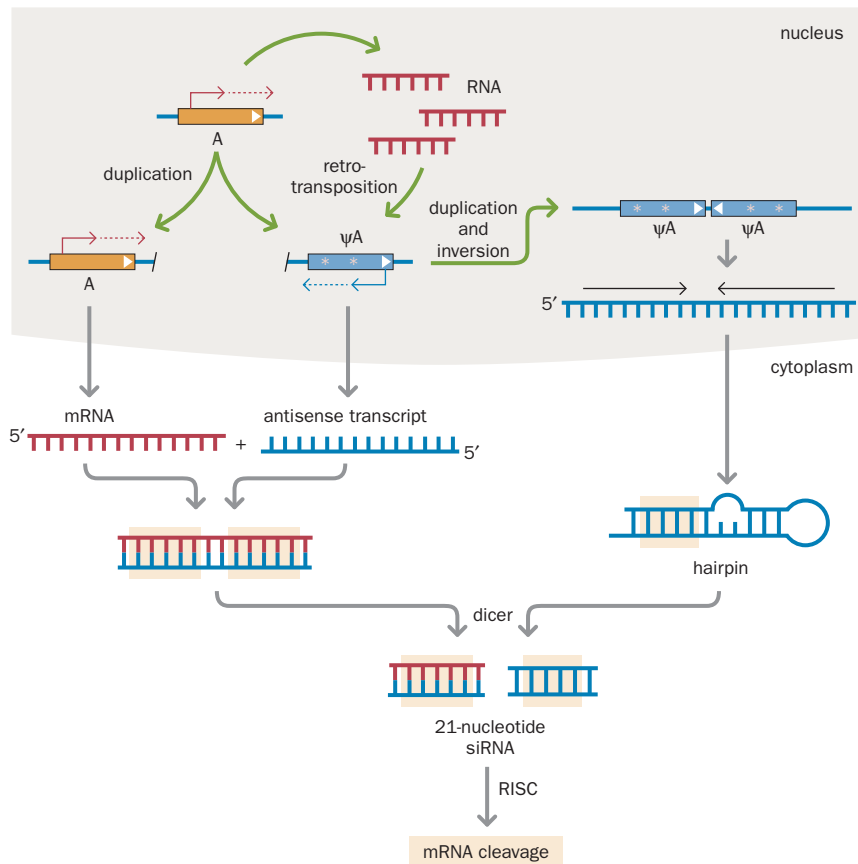 nucleus
RNA
A
duplication
retro-
transposition
duplication
and
inversion
ψA
ψA
ψA
A
5′
cytoplasm
mRNA
antisense transcript
5′
+
5′
hairpin
dicer
21-nucleotide
siRNA
RISC
mRNA cleavage